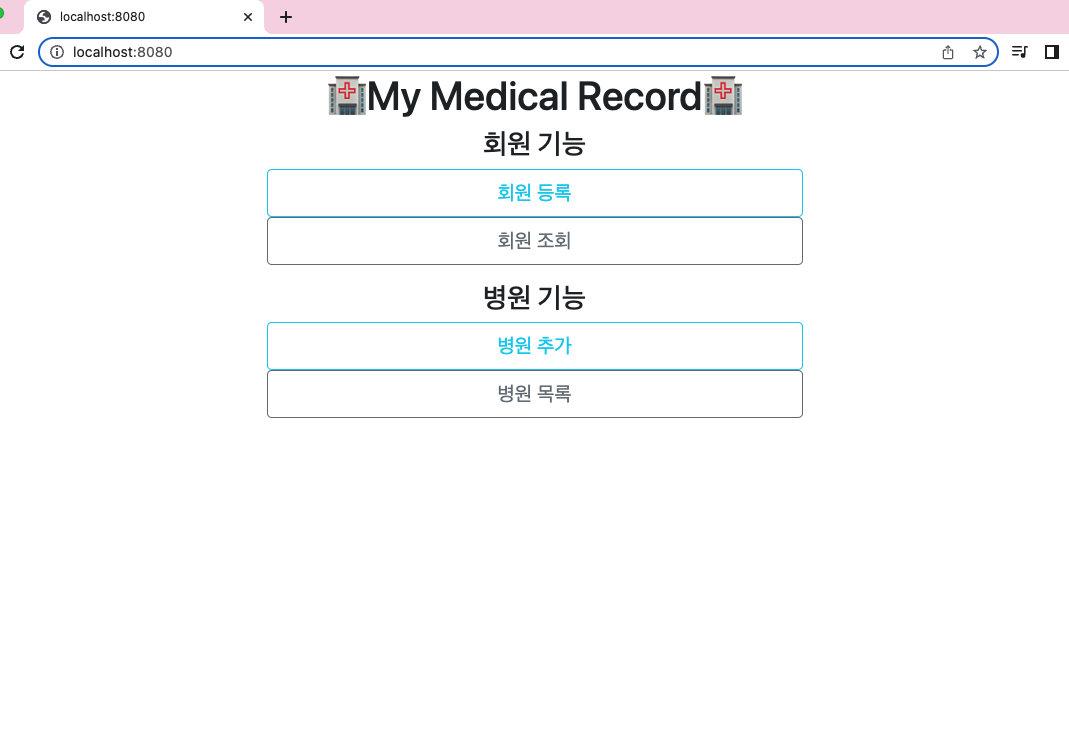 localhost:8080
localhost:8080
🏥My Medical Record🏥
회원 기능
회원 등록
회원 조회
병원 기능
병원 추가
병원 목록